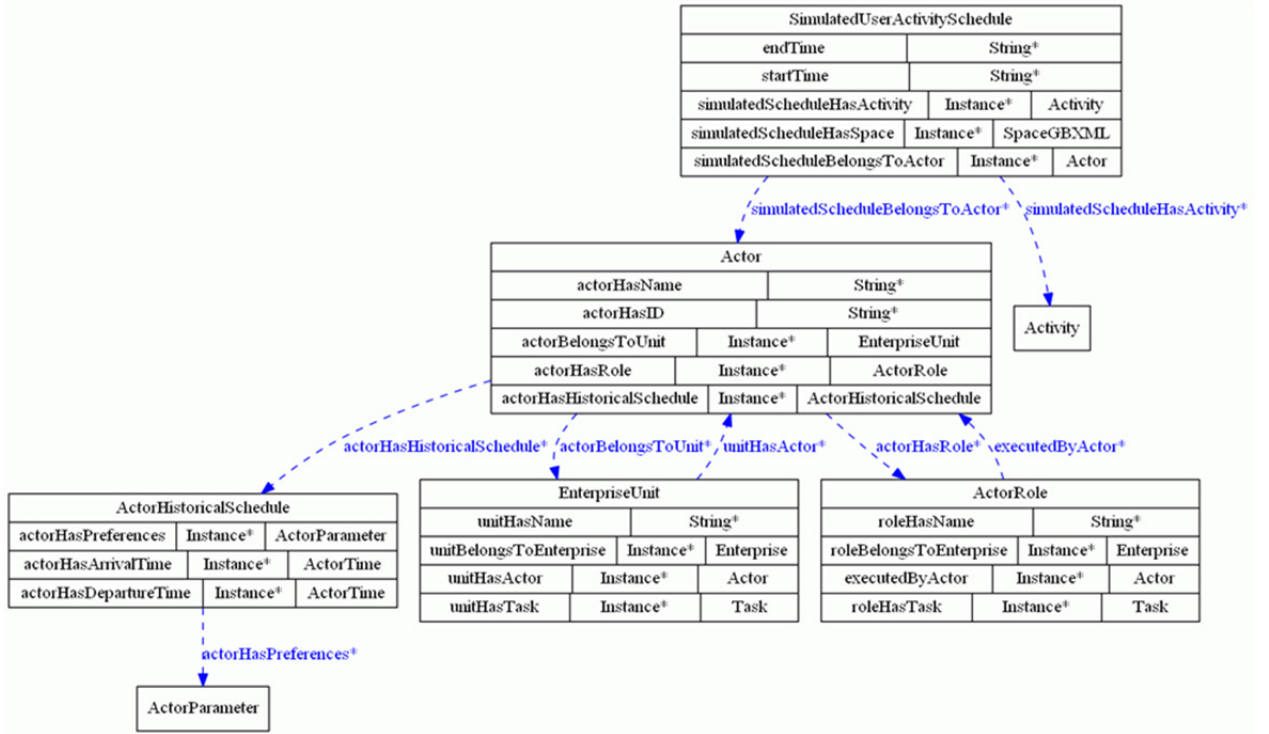 SimulatedUserActivitySchedule
endTime String*
startTime String*
simulatedScheduleHasActivity Instance* Activity
simulatedScheduleHasSpace Instance* SpaceGBXML
simulatedScheduleBelongsToActor Instance* Actor
simulatedScheduleBelongsToActor* simulatedScheduleHasActivity*
Actor
actorHasName String*
actorHasID String*
actorBelongsToUnit Instance* EnterpriseUnit
actorHasRole Instance* ActorRole
actorHasHistoricalSchedule Instance* ActorHistoricalSchedule
Activity
actorHasHistoricalSchedule* actorBelongsToUnit* unitHasActor* actorHasRole* executedByActor*
ActorHistoricalSchedule
actorHasPreferences Instance* ActorParameter
actorHasArrivalTime Instance* ActorTime
actorHasDepartureTime Instance* ActorTime
EnterpriseUnit
unitHasName String*
unitBelongsToEnterprise Instance* Enterprise
unitHasActor Instance* Actor
unitHasTask Instance* Task
ActorRole
roleHasName String*
roleBelongsToEnterprise Instance* Enterprise
executedByActor Instance* Actor
roleHasTask Instance* Task
actorHasPreferences*
ActorParameter